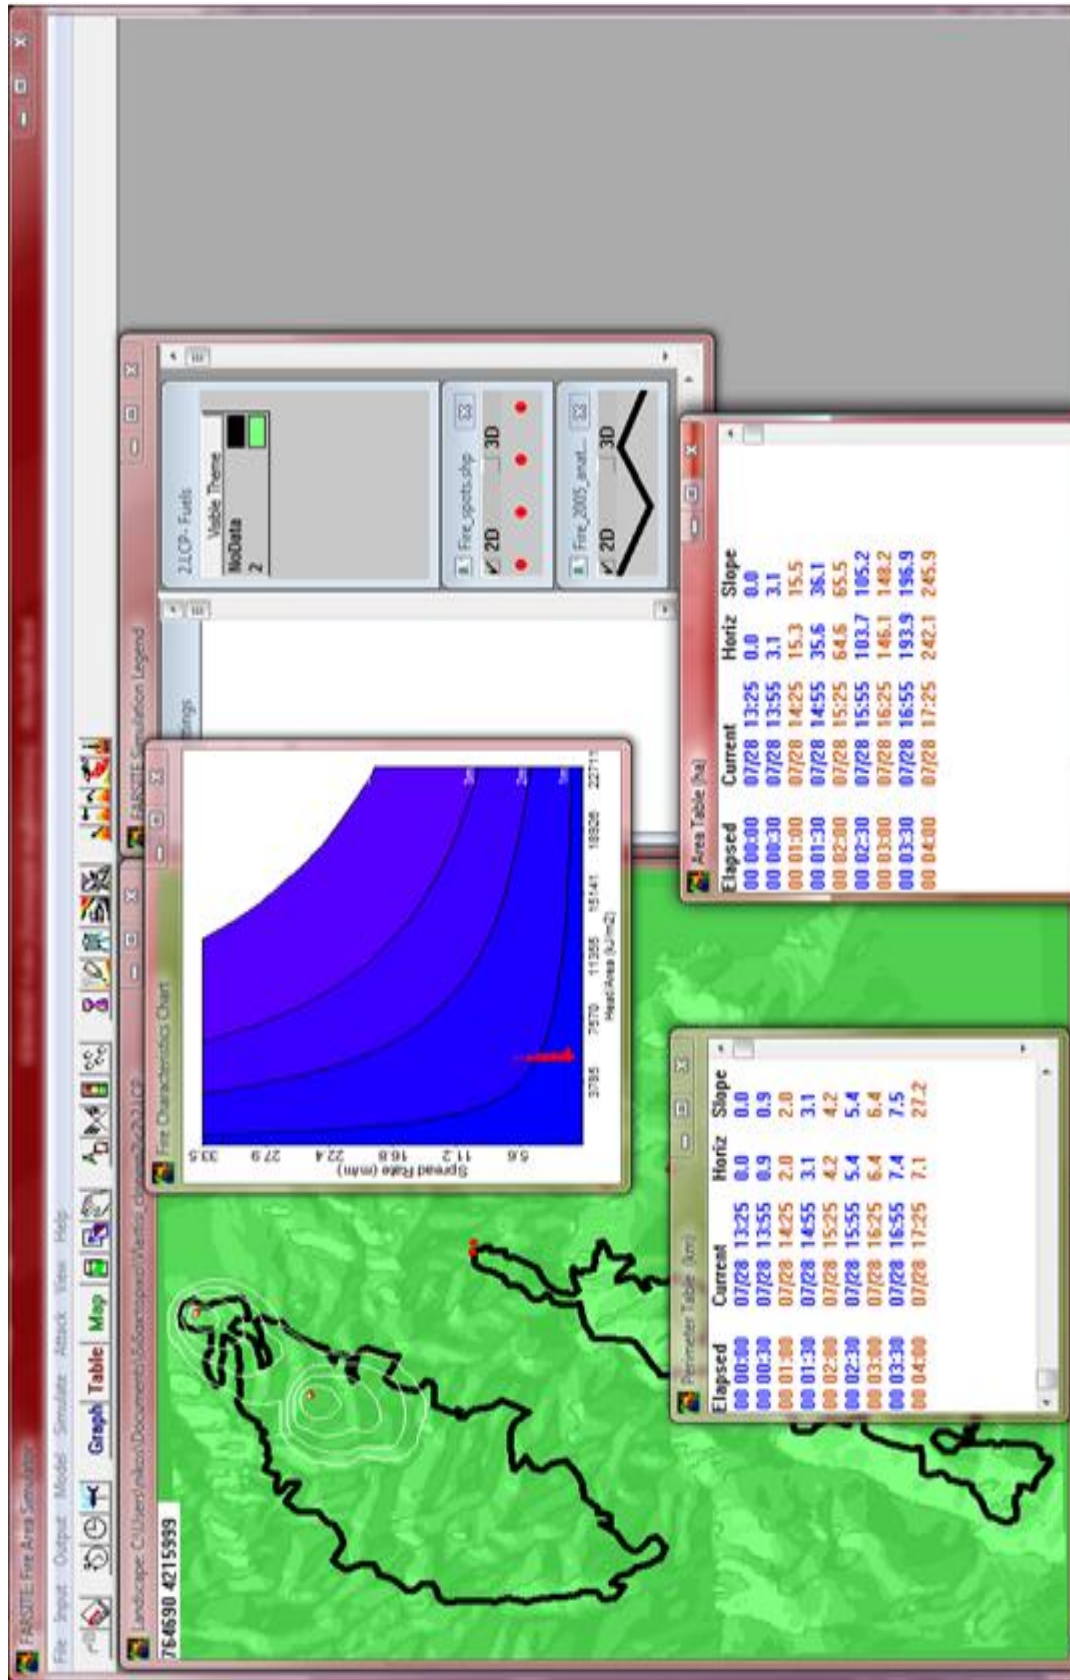 FARSITE Fire Area Simulator
File Input Output Model Simulate Attack View Help
Graph Table Map
764690 4215999
Fire Characteristics Chart
Spread Rate (m/m)
33.5
27.9
22.4
16.8
11.2
5.6
3785 7570 11355 15141 18926 22711
Heat/Area (kJ/m2)
FARSITE Simulation Legend
2.LCP- Fuels
Visible Theme
NoData
2
Fire_spots.shp
2D 3D
Fire_2005_anat...
2D 3D
Perimeter Table (km)
Elapsed Current Horiz Slope
00 00:00 07/28 13:25 0.0 0.0
00 00:30 07/28 13:55 0.9 0.9
00 01:00 07/28 14:25 2.0 2.0
00 01:30 07/28 14:55 3.1 3.1
00 02:00 07/28 15:25 4.2 4.2
00 02:30 07/28 15:55 5.4 5.4
00 03:00 07/28 16:25 6.4 6.4
00 03:30 07/28 16:55 7.4 7.5
00 04:00 07/28 17:25 7.1 27.2
Area Table (ha)
Elapsed Current Horiz Slope
00 00:00 07/28 13:25 0.0 0.0
00 00:30 07/28 13:55 3.1 3.1
00 01:00 07/28 14:25 15.3 15.5
00 01:30 07/28 14:55 35.6 36.1
00 02:00 07/28 15:25 64.6 65.5
00 02:30 07/28 15:55 103.7 105.2
00 03:00 07/28 16:25 146.1 148.2
00 03:30 07/28 16:55 193.9 196.9
00 04:00 07/28 17:25 242.1 245.9